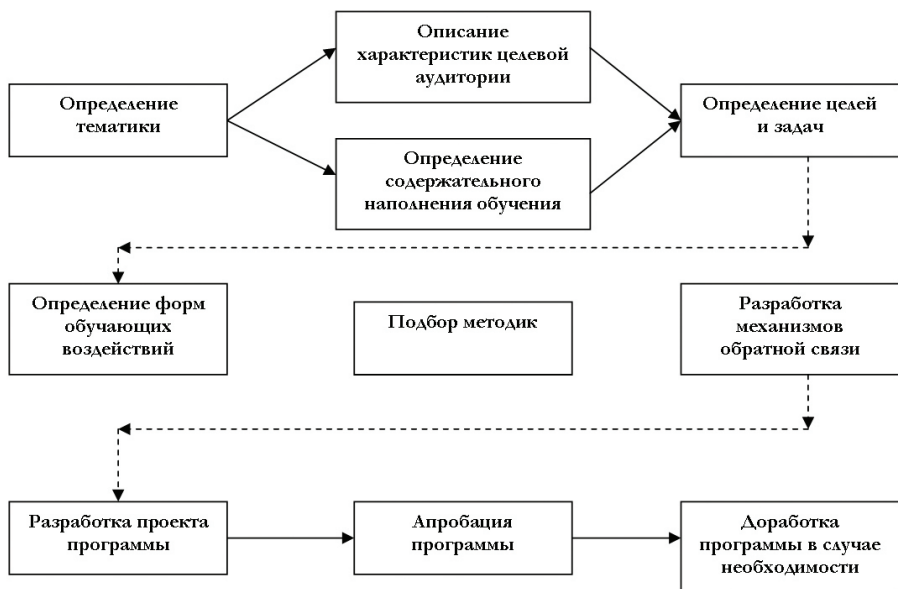 Определение
тематики
Описание
характеристик целевой
аудитории
Определение
содержательного
наполнения обучения
Определение целей
и задач
Определение форм
обучающих
воздействий
Подбор методик
Разработка
механизмов
обратной связи
Разработка проекта
программы
Апробация
программы
Доработка
программы в случае
необходимости